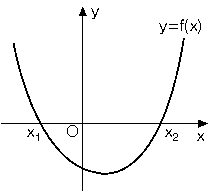 y
y=f(x)
x₁ O x₂ x